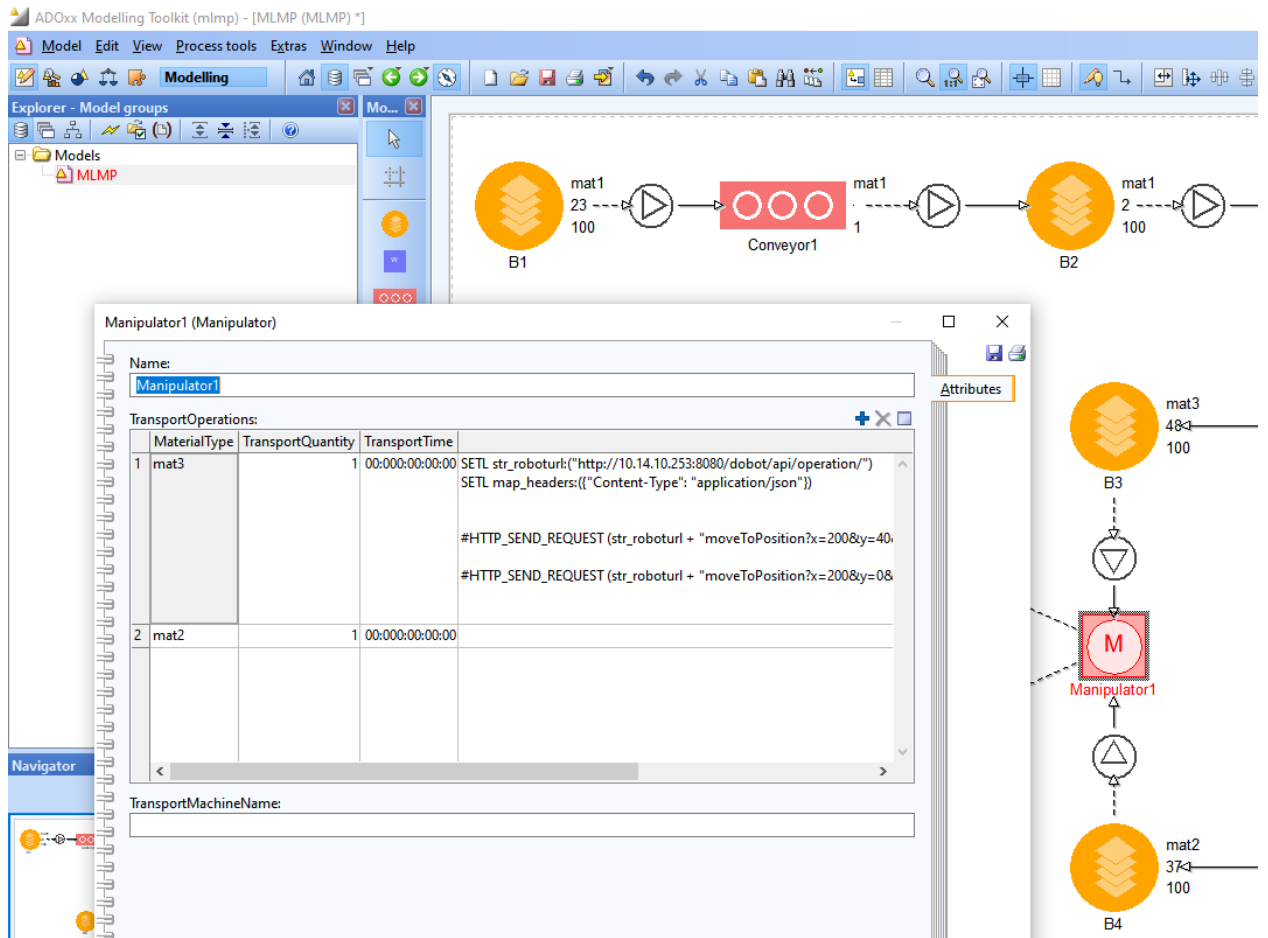 ADOxx Modelling Toolkit (mlmp) - [MLMP (MLMP) *]
Model Edit View Process tools Extras Window Help
Modelling
Explorer - Model groups
Mo...
Models
MLMP
W
mat1
23
100
B1
Conveyor1
mat1
1
mat1
2
100
B2
Manipulator1 (Manipulator)
Name:
Manipulator1
Attributes
TransportOperations:
MaterialType TransportQuantity TransportTime
1 mat3 1 00:000:00:00:00 SETL str_roboturl:("http://10.14.10.253:8080/dobot/api/operation/")
SETL map_headers:({"Content-Type": "application/json"})
#HTTP_SEND_REQUEST (str_roboturl + "moveToPosition?x=200&y=40
#HTTP_SEND_REQUEST (str_roboturl + "moveToPosition?x=200&y=0&
2 mat2 1 00:000:00:00:00
TransportMachineName:
mat3
48
100
B3
M
Manipulator1
mat2
37
100
B4
Navigator